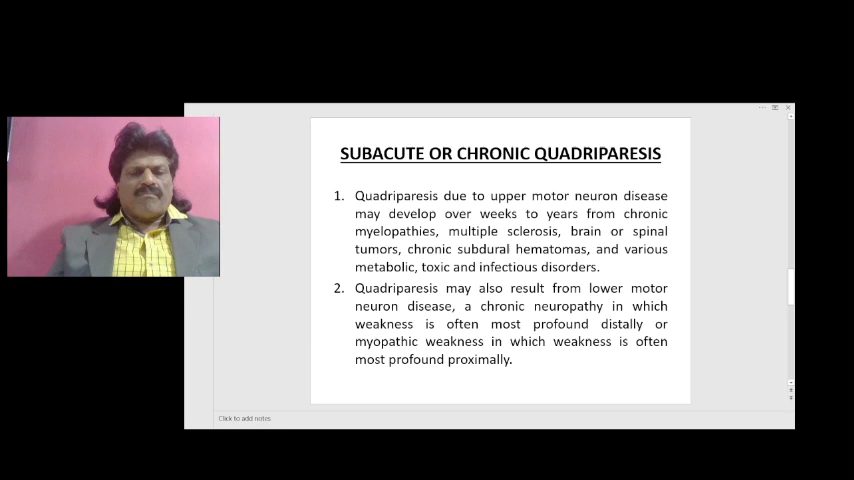 SUBACUTE OR CHRONIC QUADRIPARESIS
1. Quadriparesis due to upper motor neuron disease
may develop over weeks to years from chronic
myelopathies, multiple sclerosis, brain or spinal
tumors, chronic subdural hematomas, and various
metabolic, toxic and infectious disorders.
2. Quadriparesis may also result from lower motor
neuron disease, a chronic neuropathy in which
weakness is often most profound distally or
myopathic weakness in which weakness is often
most profound proximally.
Click to add notes